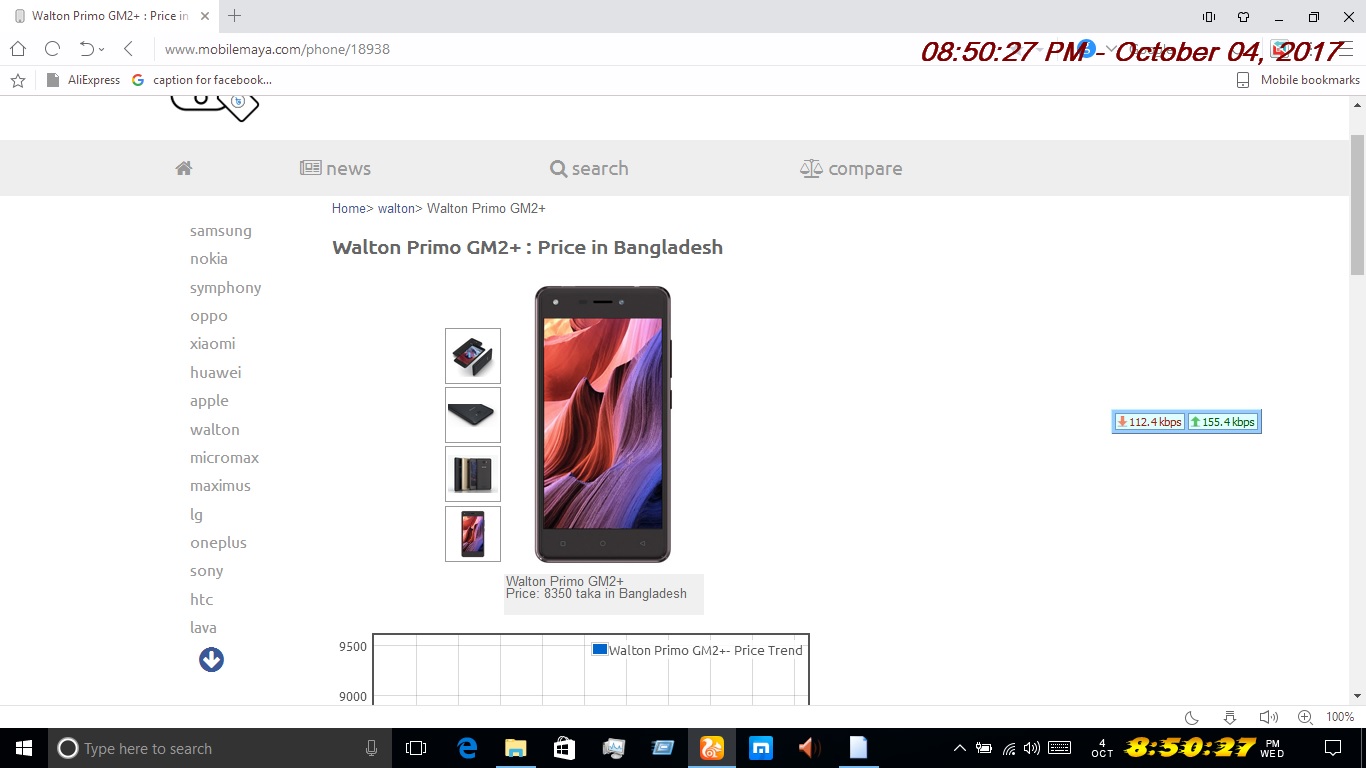 Walton Primo GM2+ : Price in
www.mobilemaya.com/phone/18938
08:50:27 PM - October 04, 2017
AliExpress
caption for facebook...
Mobile bookmarks
news
search
compare
Home> walton> Walton Primo GM2+
Walton Primo GM2+ : Price in Bangladesh
samsung
nokia
symphony
oppo
xiaomi
huawei
apple
walton
micromax
maximus
lg
oneplus
sony
htc
lava
112.4 kbps
155.4 kbps
Walton Primo GM2+
Price: 8350 taka in Bangladesh
9500
Walton Primo GM2+- Price Trend
9000
100%
Type here to search
4
OCT
8:50:27
PM
WED